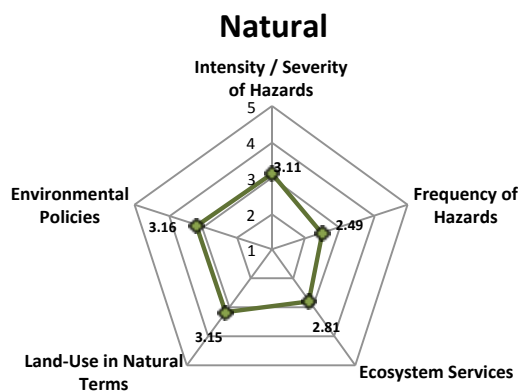 Natural
Intensity / Severity
of Hazards
5
4
3
2
1
3.11
Frequency of
Hazards
2.49
Ecosystem Services
2.81
Land-Use in Natural
Terms
3.15
Environmental
Policies
3.16